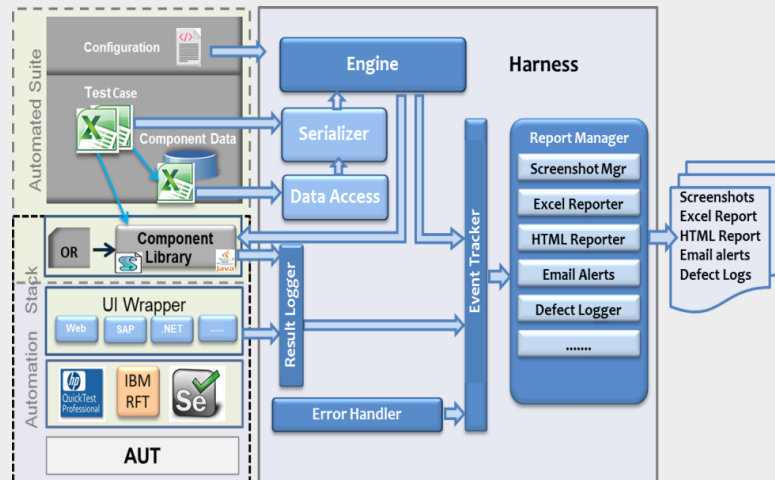 Automated Suite
Configuration
Test Case
Component Data
Engine
Harness
Serializer
Data Access
Automation Stack
OR
Component
Library
Java
UI Wrapper
Web
SAP
.NET
.....
hp
QuickTest
Professional
IBM
RFT
Se
AUT
Result Logger
Error Handler
Event Tracker
Report Manager
Screenshot Mgr
Excel Reporter
HTML Reporter
Email Alerts
Defect Logger
.......
Screenshots
Excel Report
HTML Report
Email alerts
Defect Logs